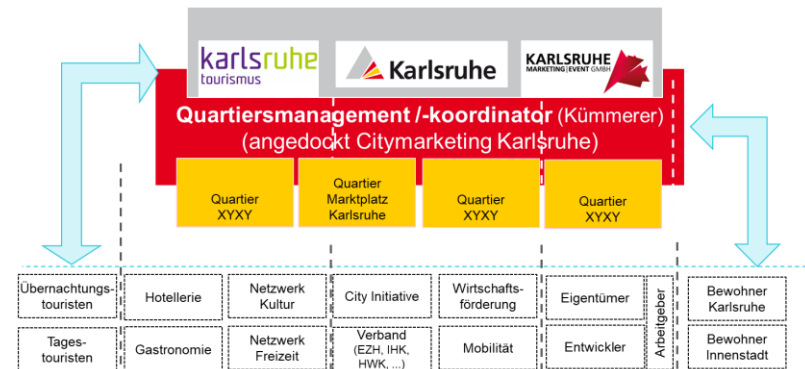 karlsruhe
tourismus
Karlsruhe
KARLSRUHE
MARKETING|EVENT GMBH
Quartiersmanagement /-koordinator (Kümmerer)
(angedockt Citymarketing Karlsruhe)
Quartier
XYXY
Quartier
Marktplatz
Karlsruhe
Quartier
XYXY
Quartier
XYXY
Übernachtungs-
touristen
Hotellerie
Netzwerk
Kultur
City Initiative
Wirtschafts-
förderung
Eigentümer
Arbeitgeber
Bewohner
Karlsruhe
Tages-
touristen
Gastronomie
Netzwerk
Freizeit
Verband
(EZH, IHK,
HWK, ...)
Mobilität
Entwickler
Bewohner
Innenstadt